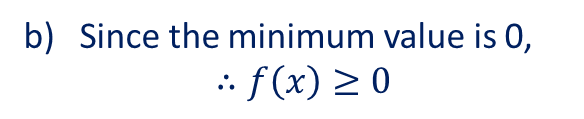 b) Since the minimum value is 0,
∴ f(x) ≥ 0